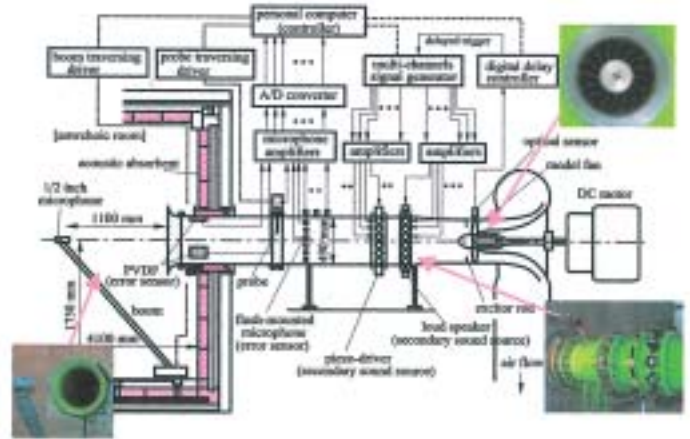 personal computer
(controller)
boom traversing
driver
probe traversing
driver
delayed trigger
multi-channels
signal generator
digital delay
controller
A/D converter
[anechoic room]
microphone
amplifiers
amplifiers
amplifiers
optical sensor
model fan
acoustic absorbent
1/2 inch
microphone
1100 mm
DC motor
PVDF
(error sensor)
probe
1750 mm
boom
flush-mounted
microphone
(error sensor)
exciter rod
loud speaker
(secondary sound source)
4100 mm
piezo-driver
(secondary sound source)
air flow